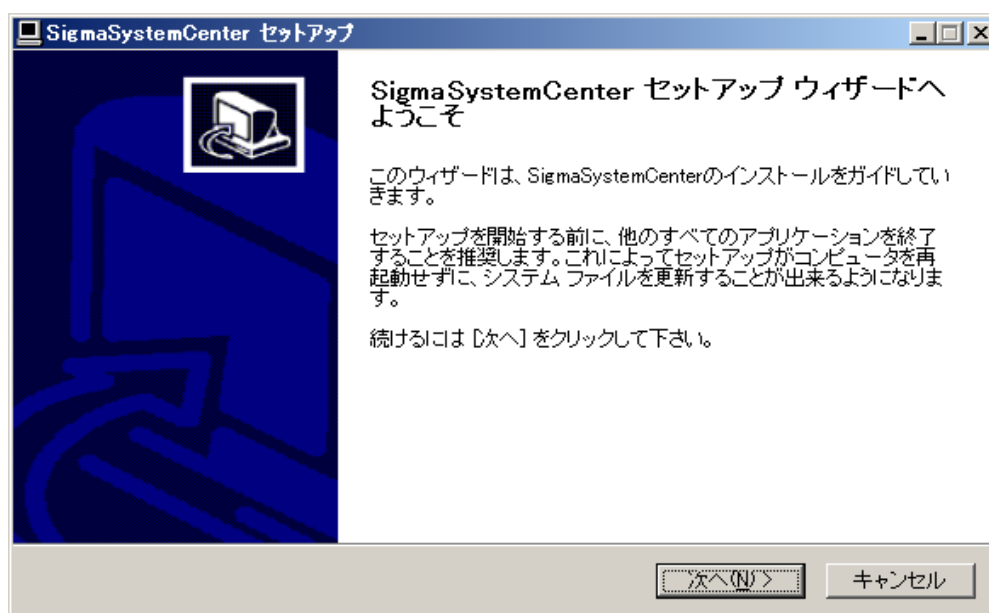 SigmaSystemCenter セットアップ
SigmaSystemCenter セットアップ ウィザードへ
ようこそ
このウィザードは、SigmaSystemCenterのインストールをガイドしてい
きます。
セットアップを開始する前に、他のすべてのアプリケーションを終了
することを推奨します。これによってセットアップがコンピュータを再
起動せずに、システム ファイルを更新することが出来るようになりま
す。
続けるには [次へ] をクリックして下さい。
次へ(N) >
キャンセル